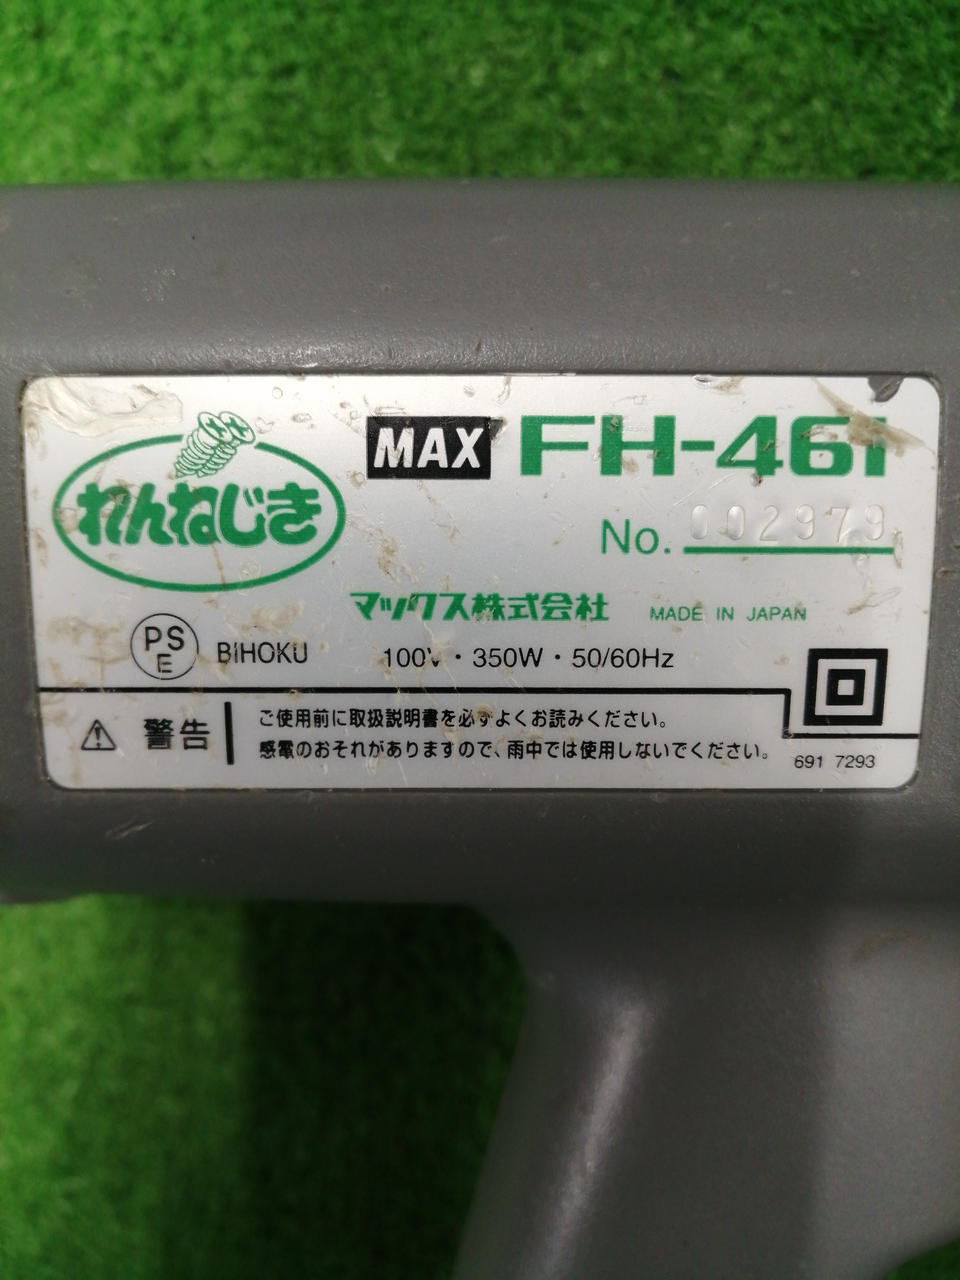 れんねじき
MAX FH-46i
No. 002979
マックス株式会社 MADE IN JAPAN
PS
E
BIHOKU 100V・350W・50/60Hz
警告
ご使用前に取扱説明書を必ずよくお読みください。
感電のおそれがありますので、雨中では使用しないでください。
691 7293